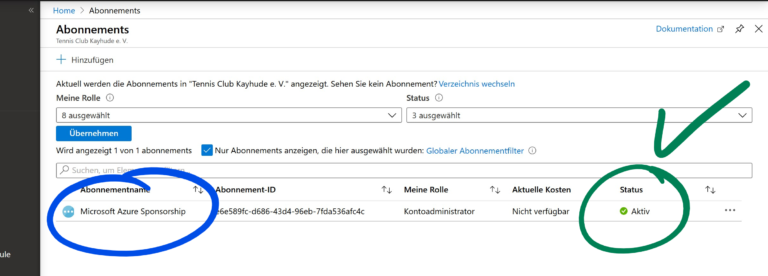 «
Home > Abonnements
Abonnements
Tennis Club Kayhude e. V.
Dokumentation
Hinzufügen
Aktuell werden die Abonnements in "Tennis Club Kayhude e. V." angezeigt. Sehen Sie kein Abonnement? Verzeichnis wechseln
Meine Rolle
Status
8 ausgewählt
3 ausgewählt
Übernehmen
Wird angezeigt 1 von 1 abonnements
Nur Abonnements anzeigen, die hier ausgewählt wurden: Globaler Abonnementfilter
Suchen, um
Abonnementname Abonnement-ID Meine Rolle Aktuelle Kosten Status
Microsoft Azure Sponsorship e6e589fc-d686-43d4-96eb-7fda536afc4c Kontoadministrator Nicht verfügbar Aktiv ...
ule